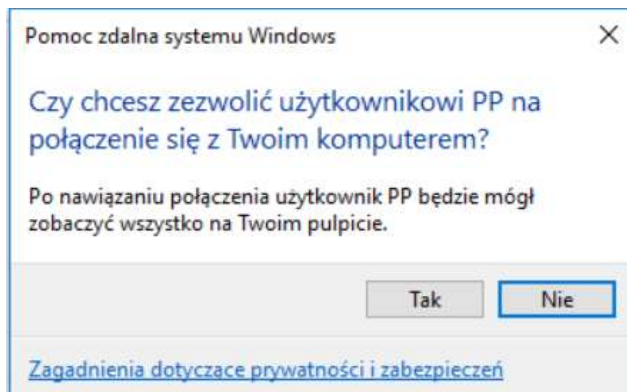 Pomoc zdalna systemu Windows
Czy chcesz zezwolić użytkownikowi PP na
połączenie się z Twoim komputerem?
Po nawiązaniu połączenia użytkownik PP będzie mógł
zobaczyć wszystko na Twoim pulpicie.
Tak Nie
Zagadnienia dotyczące prywatności i zabezpieczeń